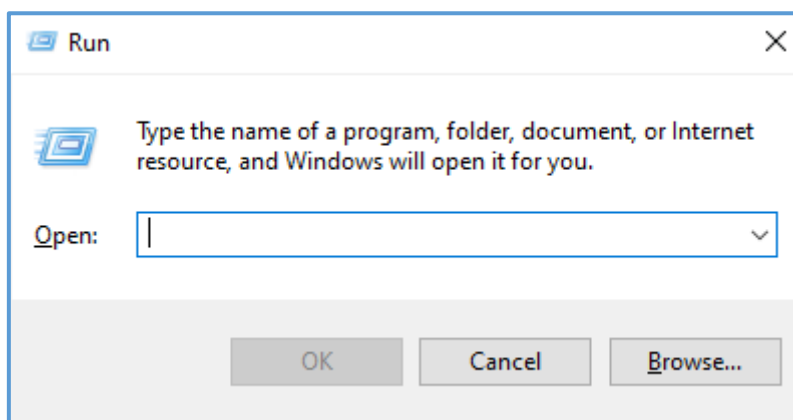 Run
Type the name of a program, folder, document, or Internet
resource, and Windows will open it for you.
Open:
OK Cancel Browse...